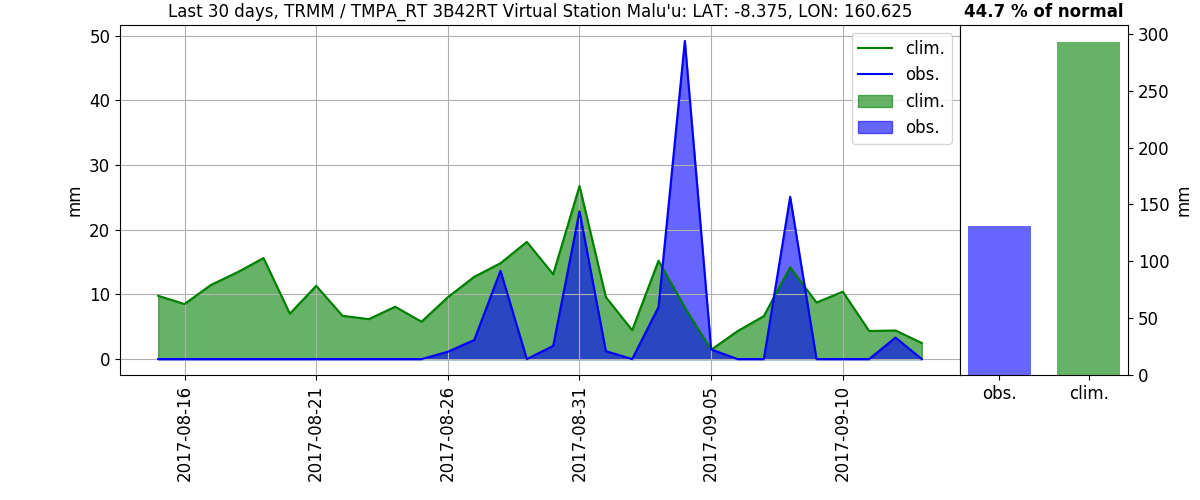 Last 30 days, TRMM / TMPA_RT 3B42RT Virtual Station Malu'u: LAT: -8.375, LON: 160.625
44.7 % of normal
50
40
30
20
10
0
mm
clim.
obs.
clim.
obs.
300
250
200
150
100
50
0
mm
2017-08-16
2017-08-21
2017-08-26
2017-08-31
2017-09-05
2017-09-10
obs.
clim.